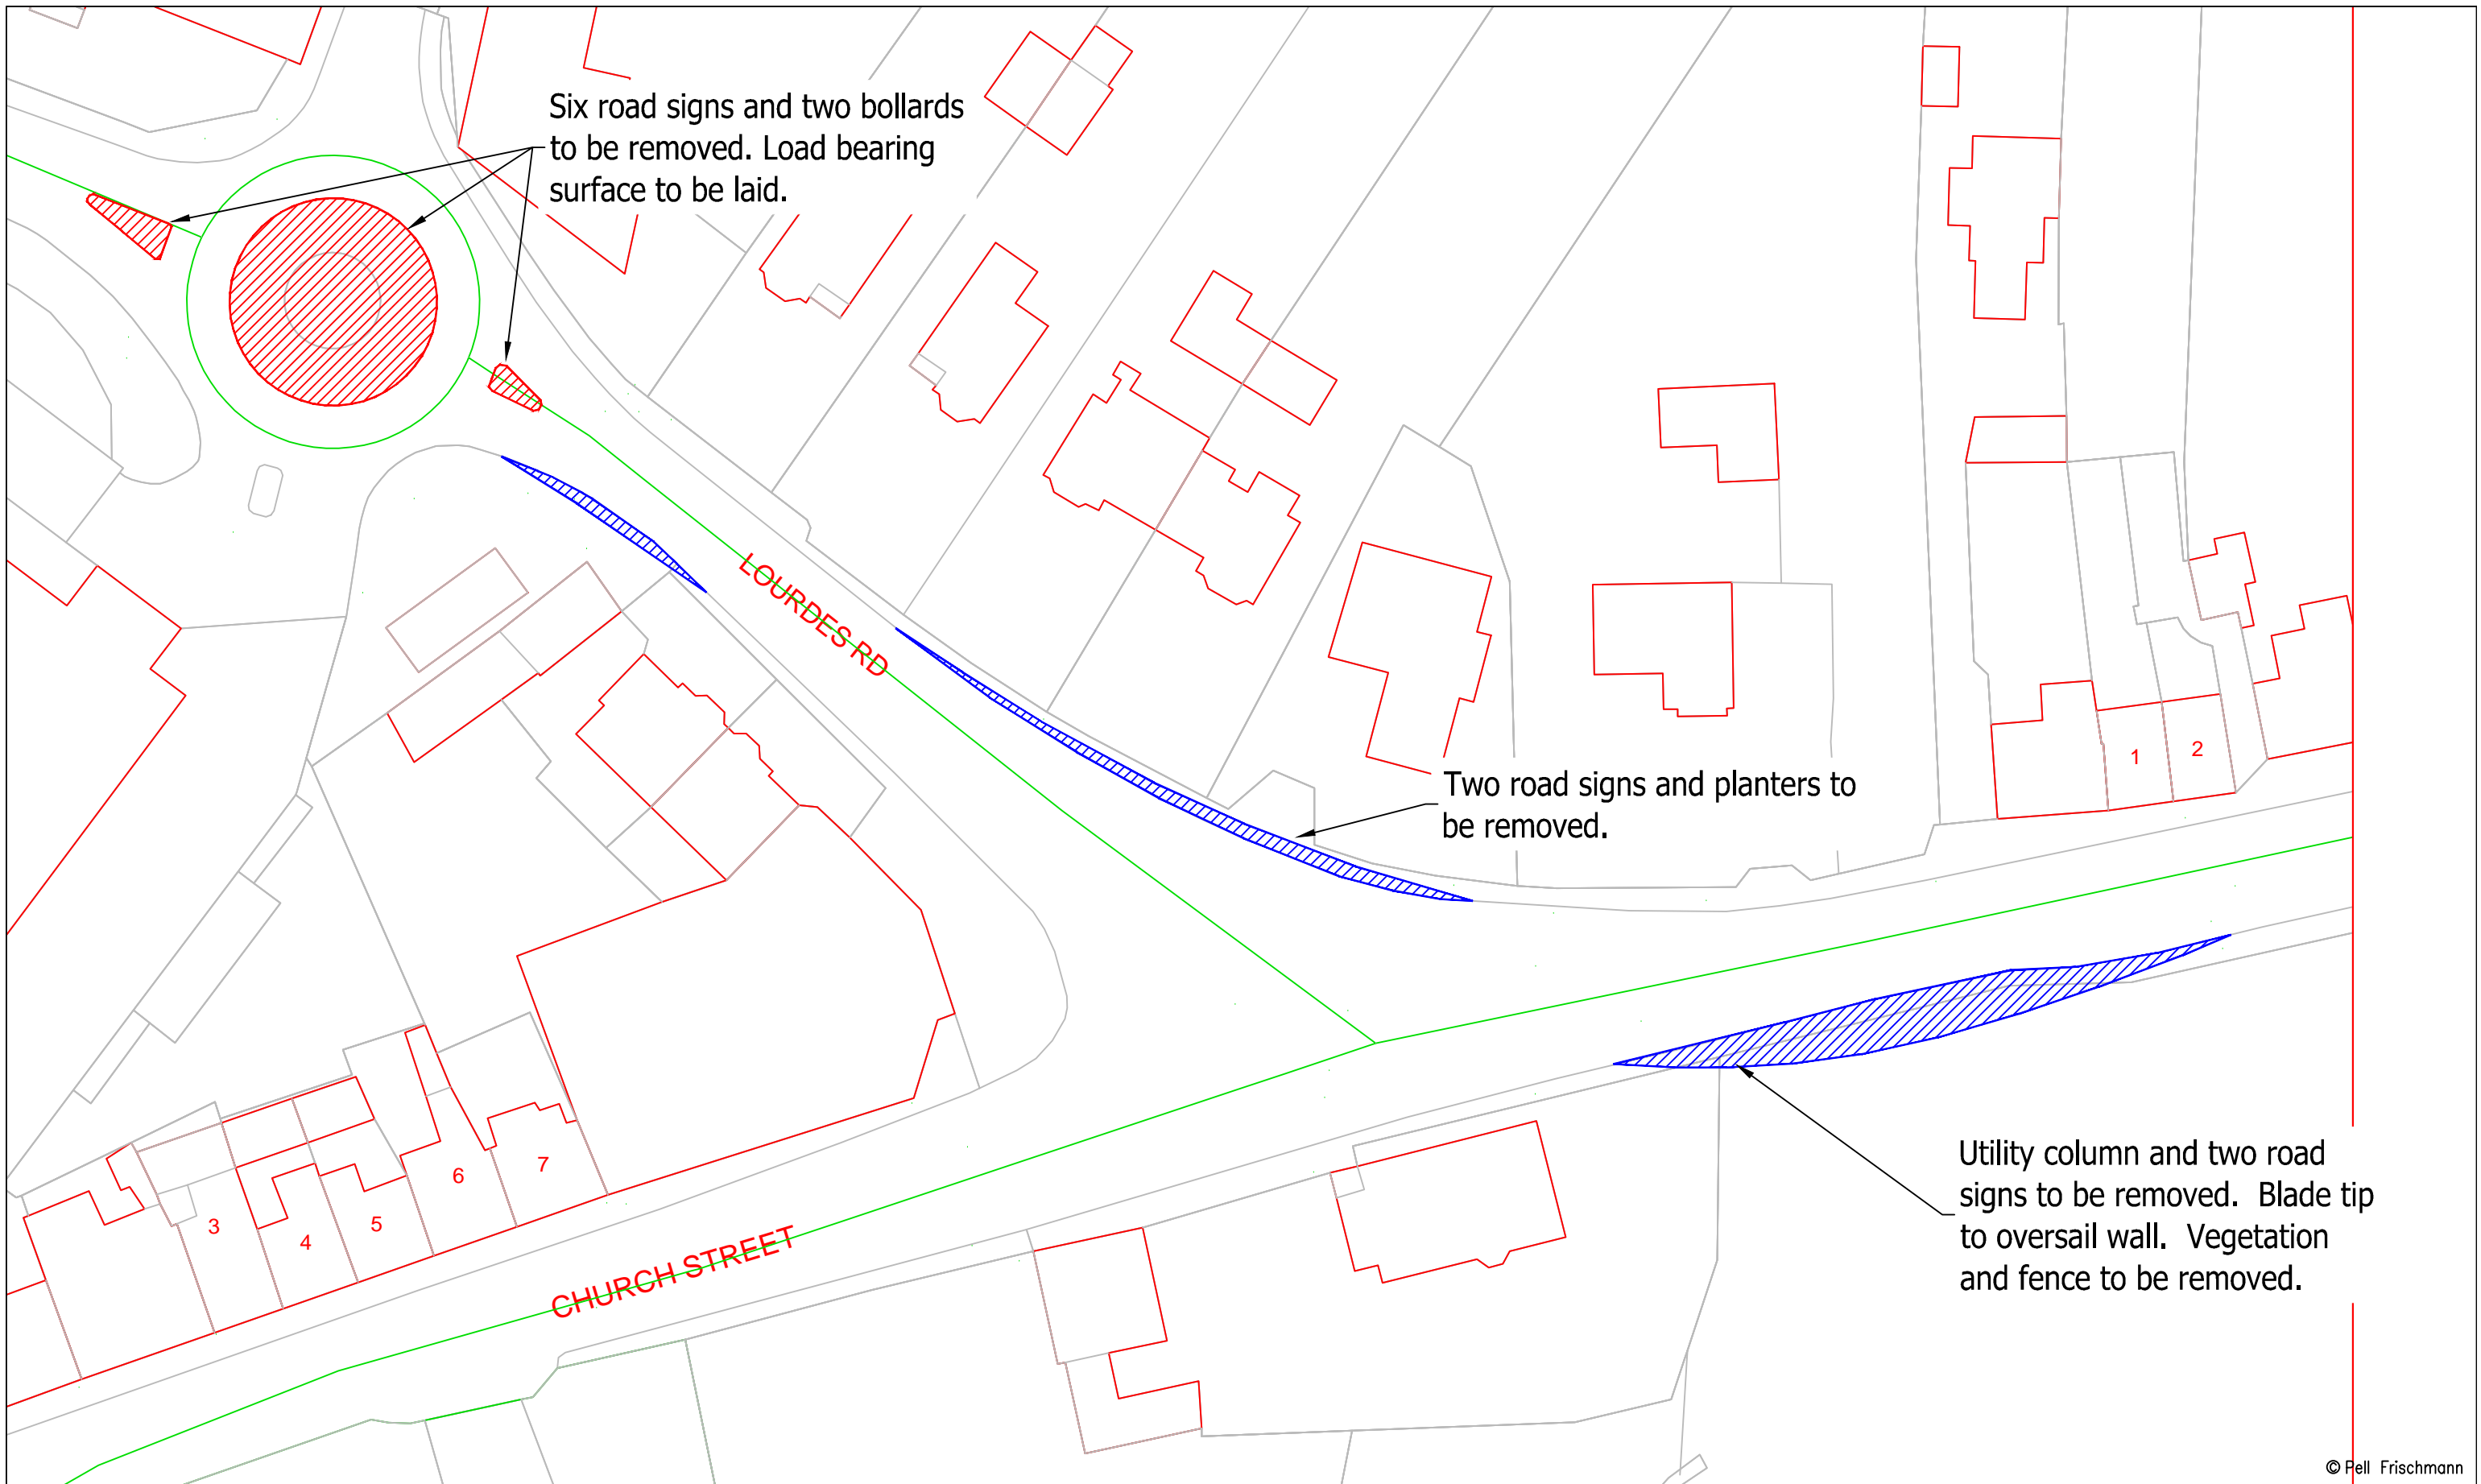 Six road signs and two bollards
to be removed. Load bearing
surface to be laid.
LOURDES RD
Two road signs and planters to
be removed.
1
2
Utility column and two road
signs to be removed.  Blade tip
to oversail wall.  Vegetation
and fence to be removed.
3
4
5
6
7
CHURCH STREET
© Pell Frischmann